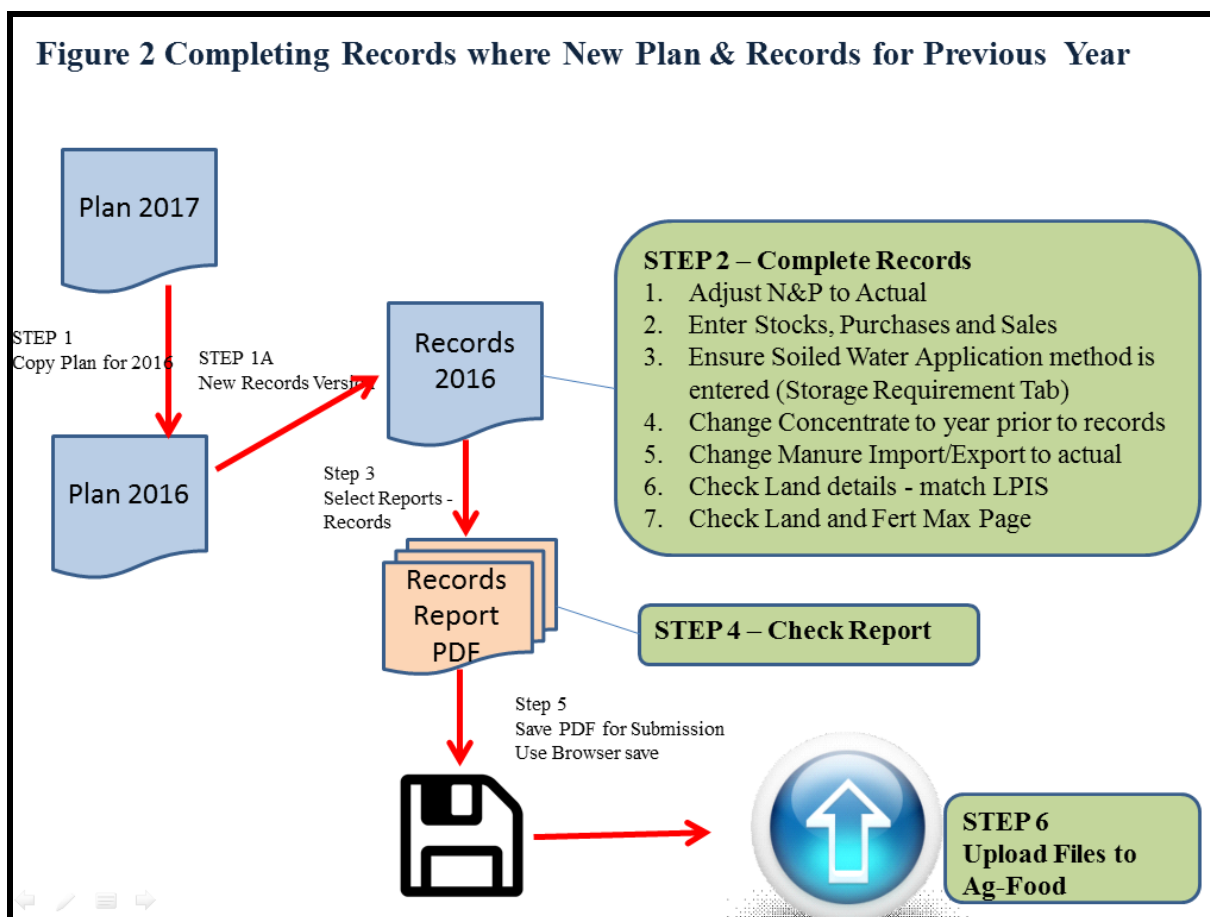 Figure 2 Completing Records where New Plan & Records for Previous Year
Plan 2017
STEP 1
Copy Plan for 2016
STEP 1A
New Records Version
Plan 2016
Records
2016
STEP 2 – Complete Records
1. Adjust N&P to Actual
2. Enter Stocks, Purchases and Sales
3. Ensure Soiled Water Application method is
entered (Storage Requirement Tab)
4. Change Concentrate to year prior to records
5. Change Manure Import/Export to actual
6. Check Land details - match LPIS
7. Check Land and Fert Max Page
Step 3
Select Reports -
Records
Records
Report
PDF
STEP 4 – Check Report
Step 5
Save PDF for Submission
Use Browser save
STEP 6
Upload Files to
Ag-Food